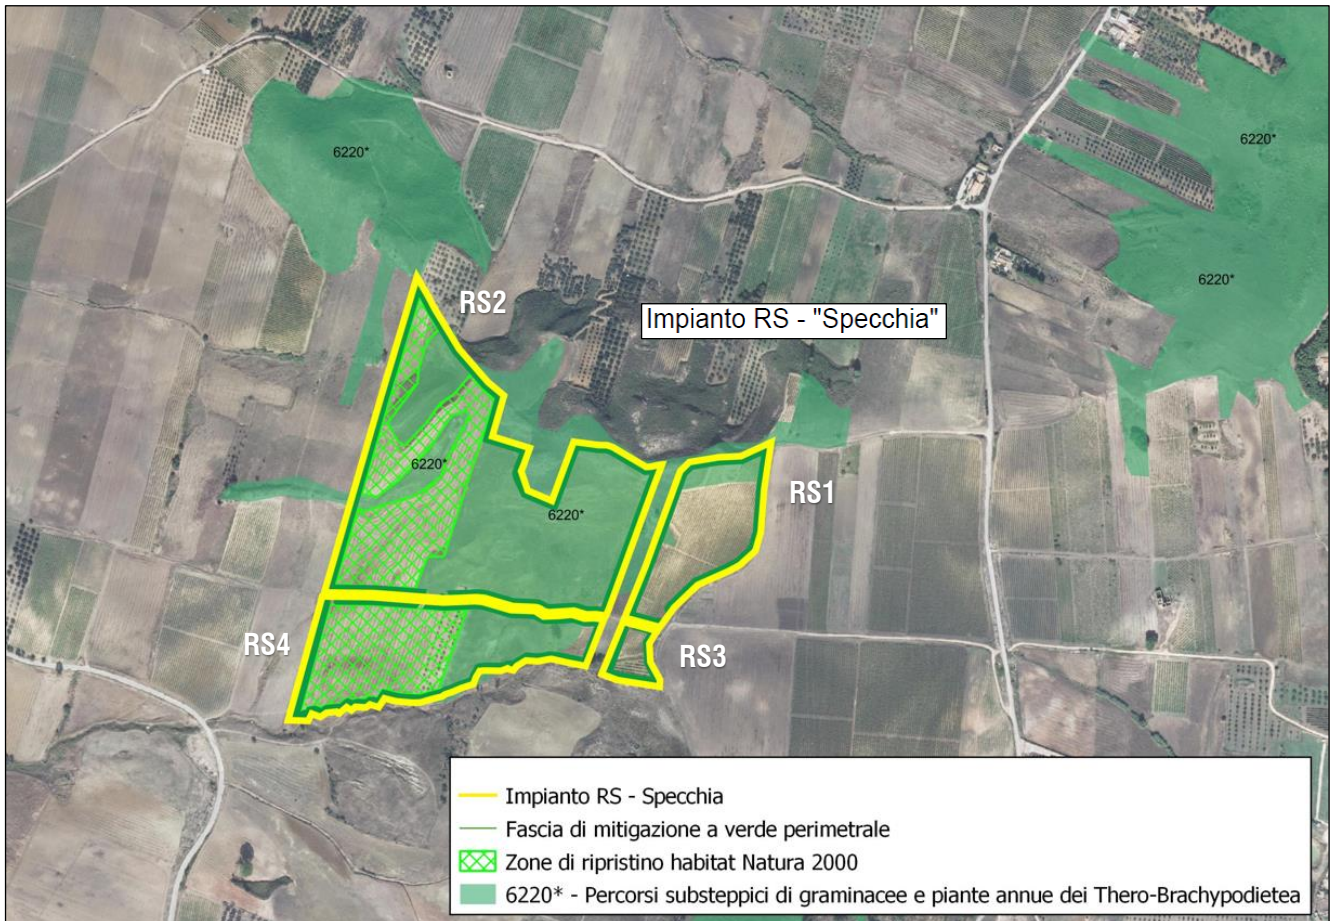 6220*
6220*
6220*
RS2
Impianto RS - "Specchia"
6220*
RS1
6220*
RS4
RS3
Impianto RS - Specchia
Fascia di mitigazione a verde perimetrale
Zone di ripristino habitat Natura 2000
6220* - Percorsi substeppici di graminacee e piante annue dei Thero-Brachypodietea